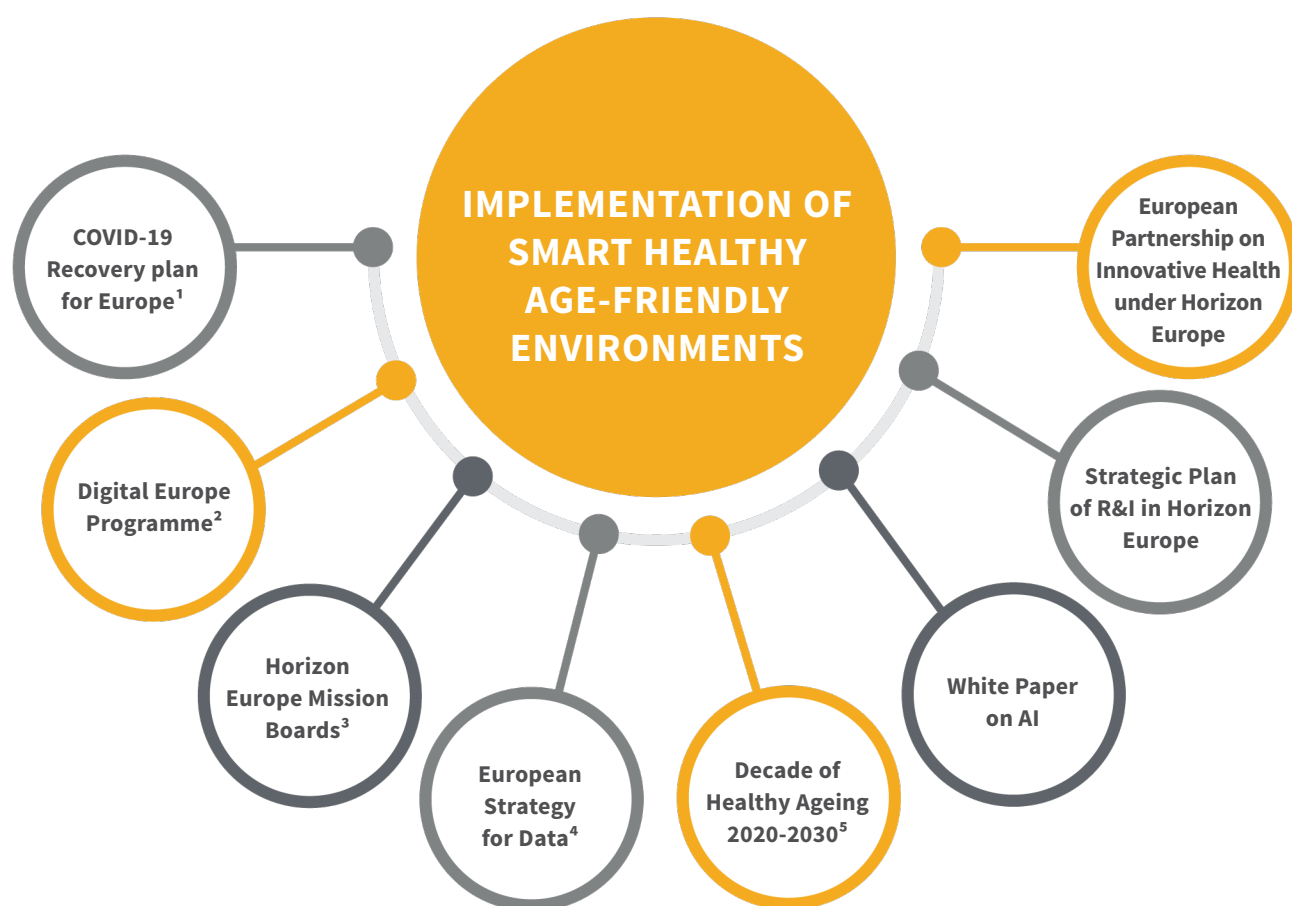 IMPLEMENTATION OF
SMART HEALTHY
AGE-FRIENDLY
ENVIRONMENTS
COVID-19
Recovery plan
for Europe¹
Digital Europe
Programme²
Horizon
Europe Mission
Boards³
European
Strategy
for Data⁴
Decade of
Healthy Ageing
2020-2030⁵
White Paper
on AI
Strategic Plan
of R&I in Horizon
Europe
European
Partnership on
Innovative Health
under Horizon
Europe